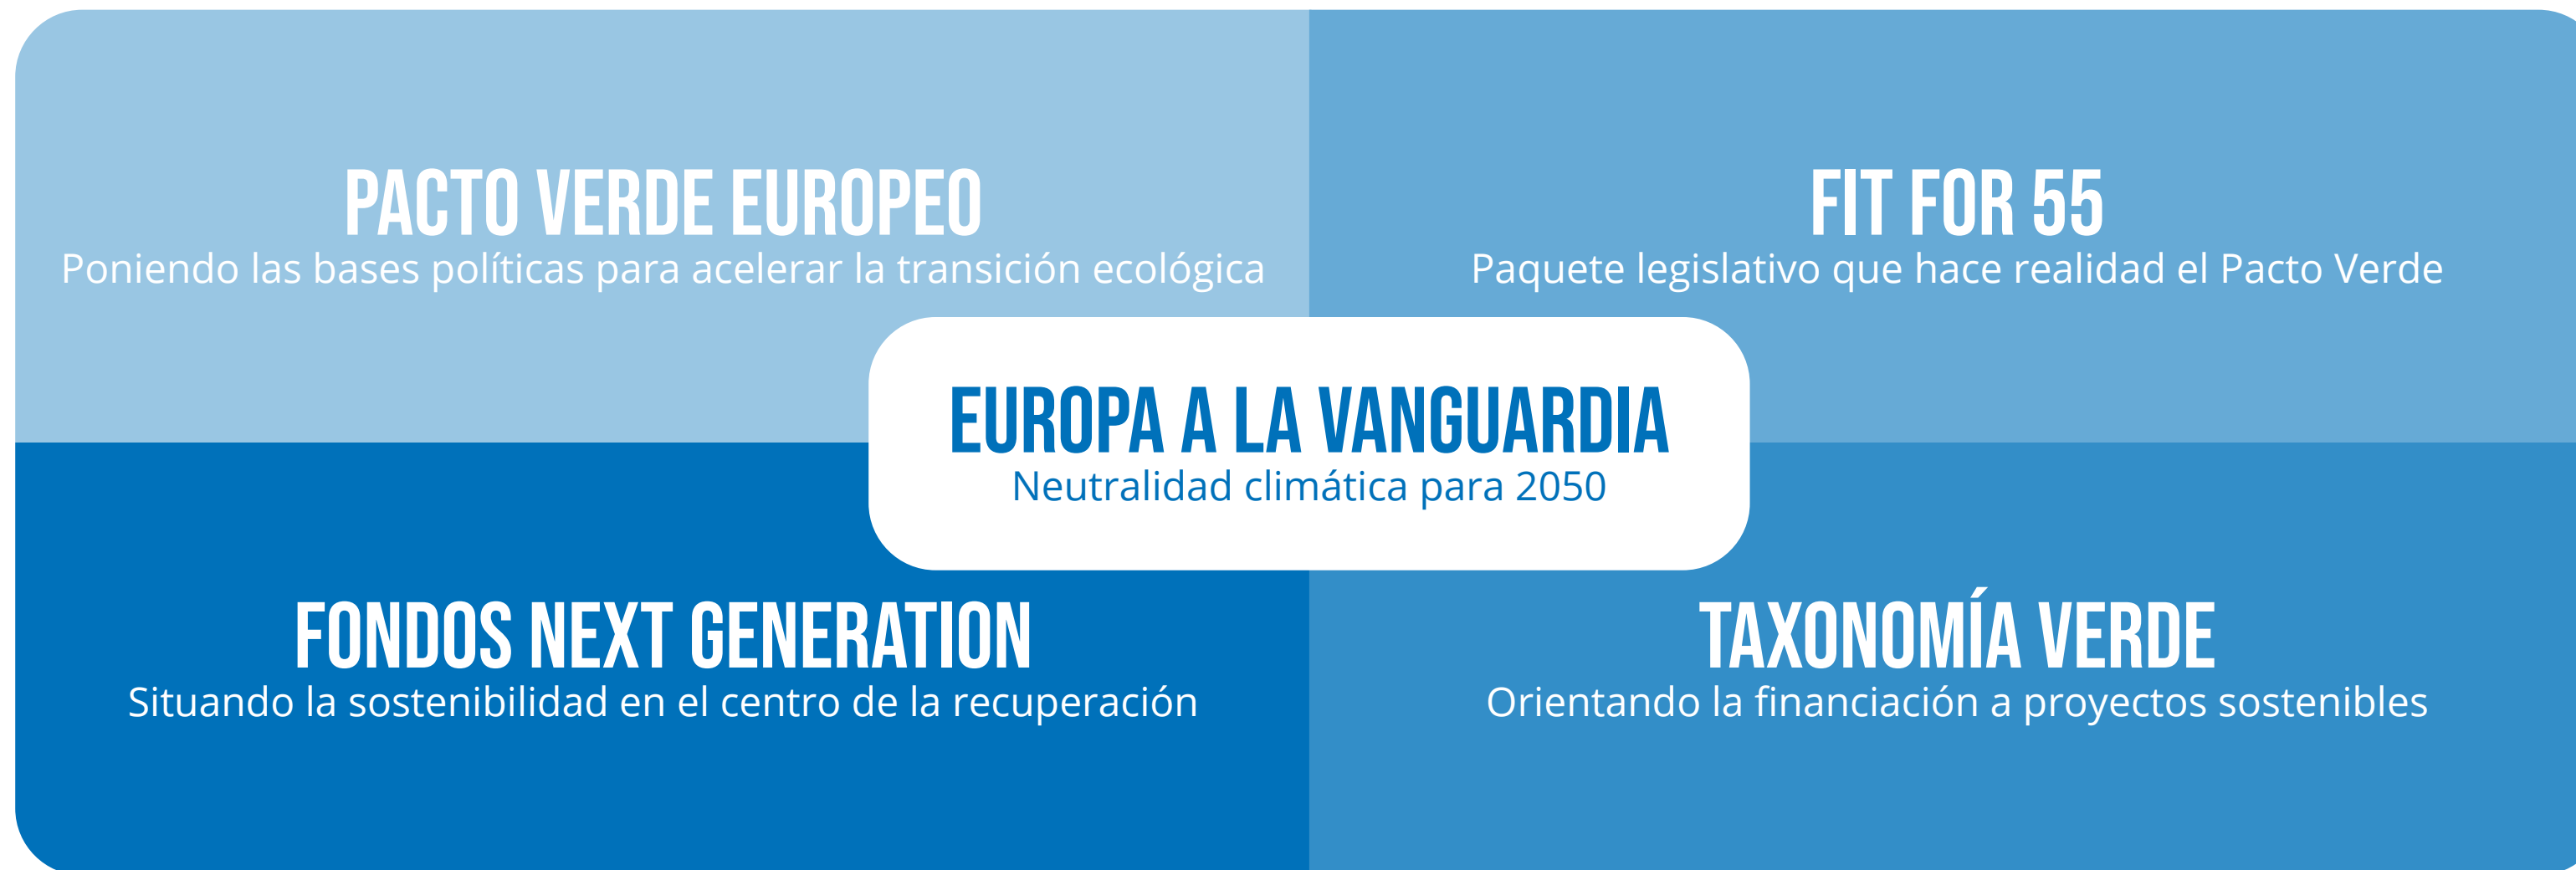 PACTO VERDE EUROPEO
Poniendo las bases políticas para acelerar la transición ecológica
FIT FOR 55
Paquete legislativo que hace realidad el Pacto Verde
EUROPA A LA VANGUARDIA
Neutralidad climática para 2050
FONDOS NEXT GENERATION
Situando la sostenibilidad en el centro de la recuperación
TAXONOMÍA VERDE
Orientando la financiación a proyectos sostenibles